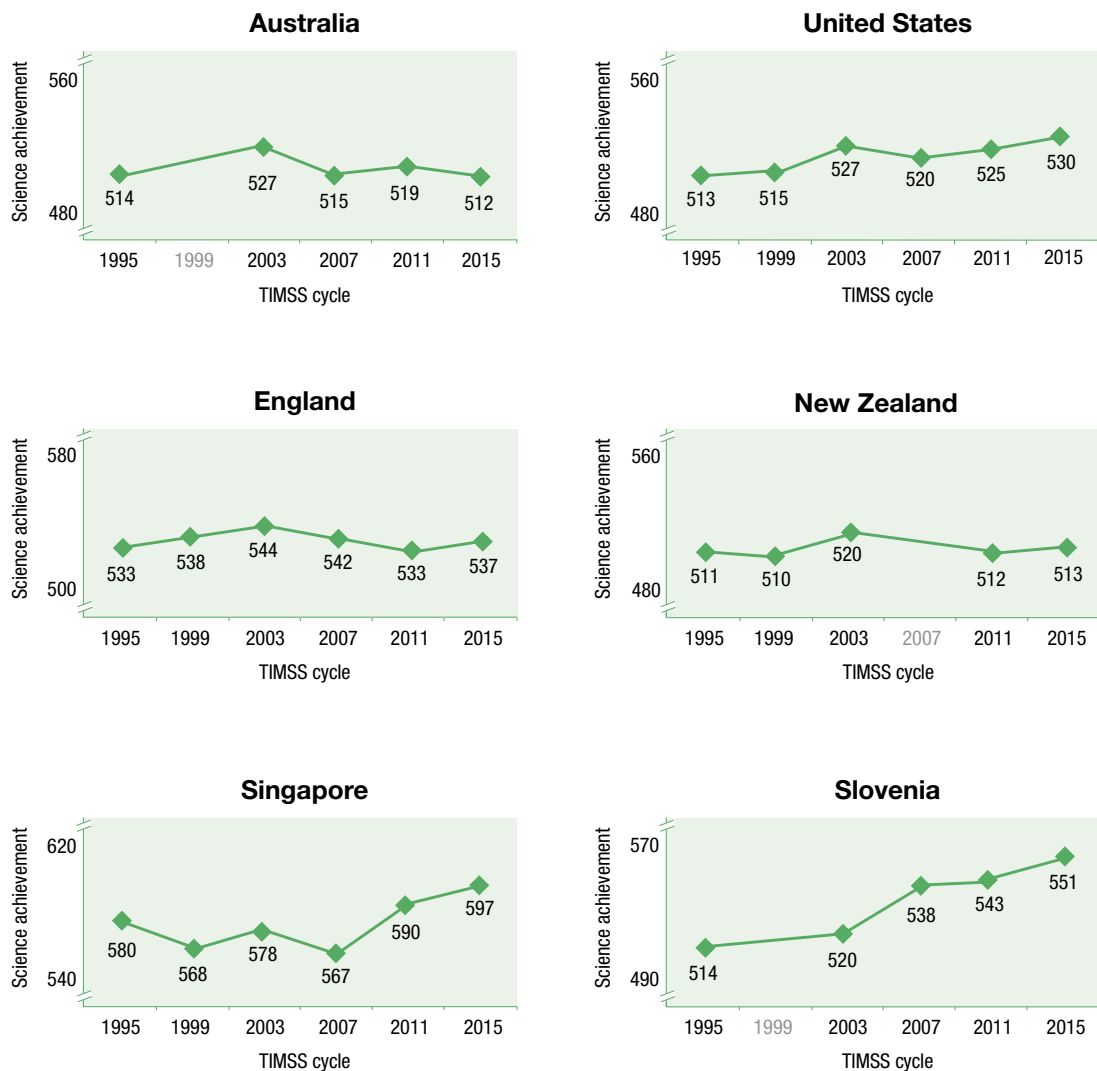 Australia
Science achievement
560
480
514
527
515
519
512
1995 1999 2003 2007 2011 2015
TIMSS cycle
United States
Science achievement
560
480
513
515
527
520
525
530
1995 1999 2003 2007 2011 2015
TIMSS cycle
England
Science achievement
580
500
533
538
544
542
533
537
1995 1999 2003 2007 2011 2015
TIMSS cycle
New Zealand
Science achievement
560
480
511
510
520
512
513
1995 1999 2003 2007 2011 2015
TIMSS cycle
Singapore
Science achievement
620
540
580
568
578
567
590
597
1995 1999 2003 2007 2011 2015
TIMSS cycle
Slovenia
Science achievement
570
490
514
520
538
543
551
1995 1999 2003 2007 2011 2015
TIMSS cycle